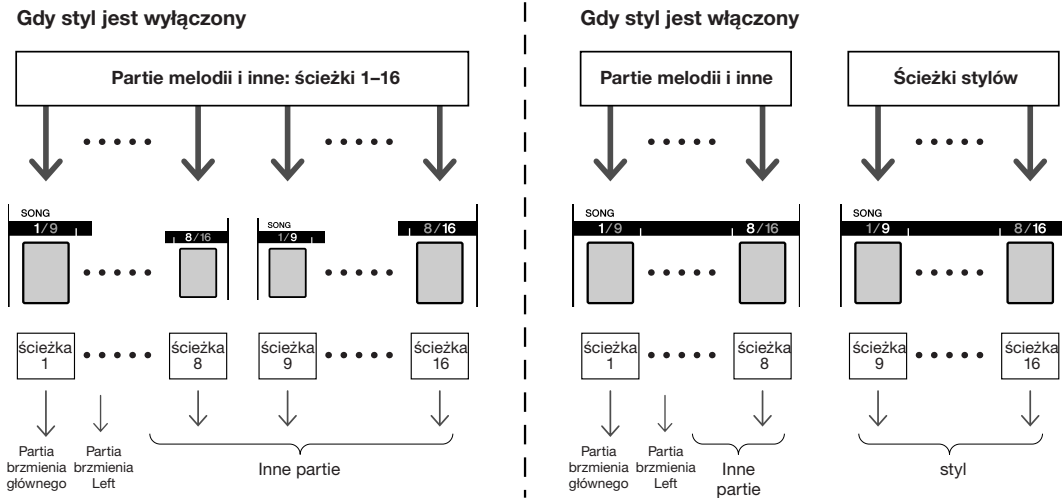 Gdy styl jest wyłączony
Partie melodii i inne: ścieżki 1–16
SONG
1/9
8/16
SONG
1/9
8/16
ścieżka
1
ścieżka
8
ścieżka
9
ścieżka
16
Partia
brzmienia
głównego
Partia
brzmienia
Left
Inne partie
Gdy styl jest włączony
Partie melodii i inne
Ścieżki stylów
SONG
1/9
8/16
SONG
1/9
8/16
ścieżka
1
ścieżka
8
ścieżka
9
ścieżka
16
Partia
brzmienia
głównego
Partia
brzmienia
Left
Inne
partie
styl